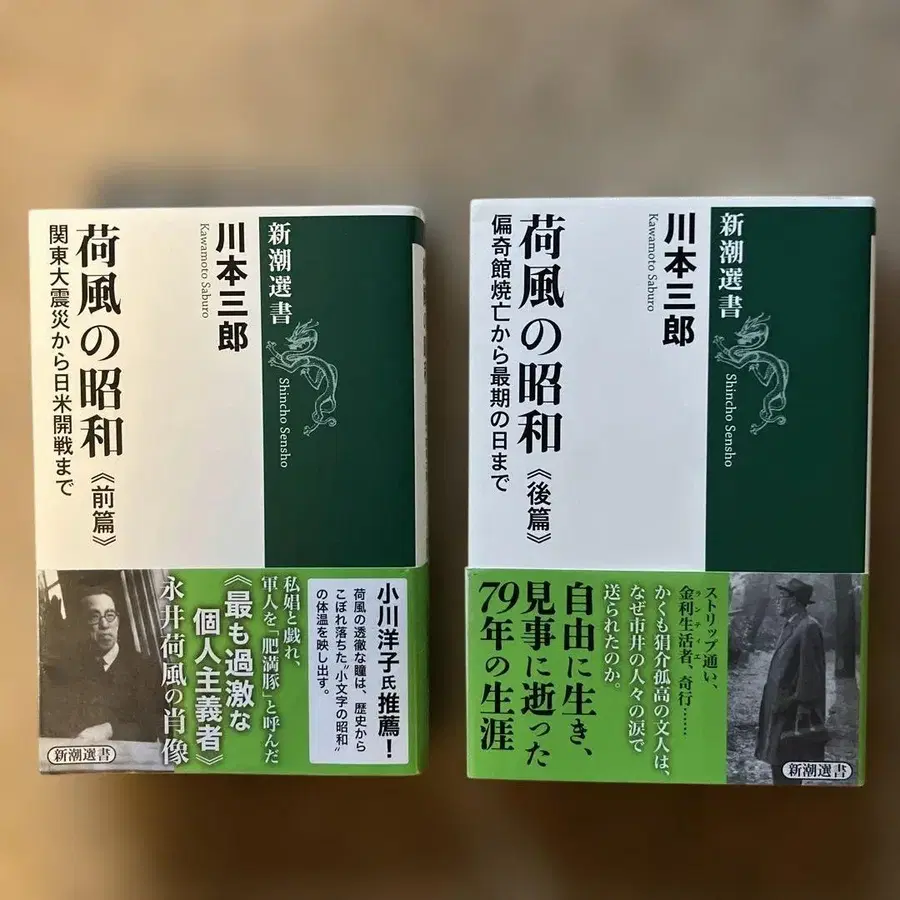 新潮選書
Shincho Sensho
川本三郎
Kawamoto Saburo
荷風の昭和《前篇》
関東大震災から日米開戦まで
小川洋子氏推薦!
荷風の透徹な瞳は、歴史から
こぼれ落ちた“小文字の昭和”
の体温を映し出す。
私娼と戯れ、
軍人を「肥満豚」と呼んだ
《最も過激な
個人主義者》
永井荷風の肖像
新潮選書
新潮選書
Shincho Sensho
川本三郎
Kawamoto Saburo
荷風の昭和《後篇》
偏奇館焼亡から最期の日まで
ストリップ通い、
金利生活者、奇行……
ランティエ
かくも狷介孤高の文人は、
なぜ市井の人々の涙で
送られたのか。
自由に生き、
見事に逝った
79年の生涯
新潮選書